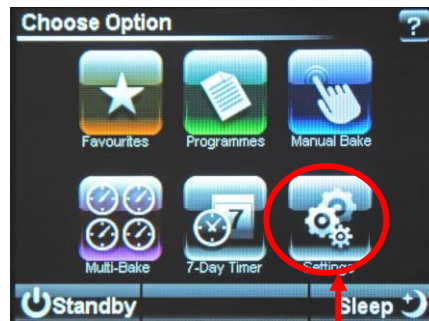 Choose Option
?
Favourites Programmes Manual Bake
7
Multi-Bake 7-Day Timer Settings
Standby Sleep